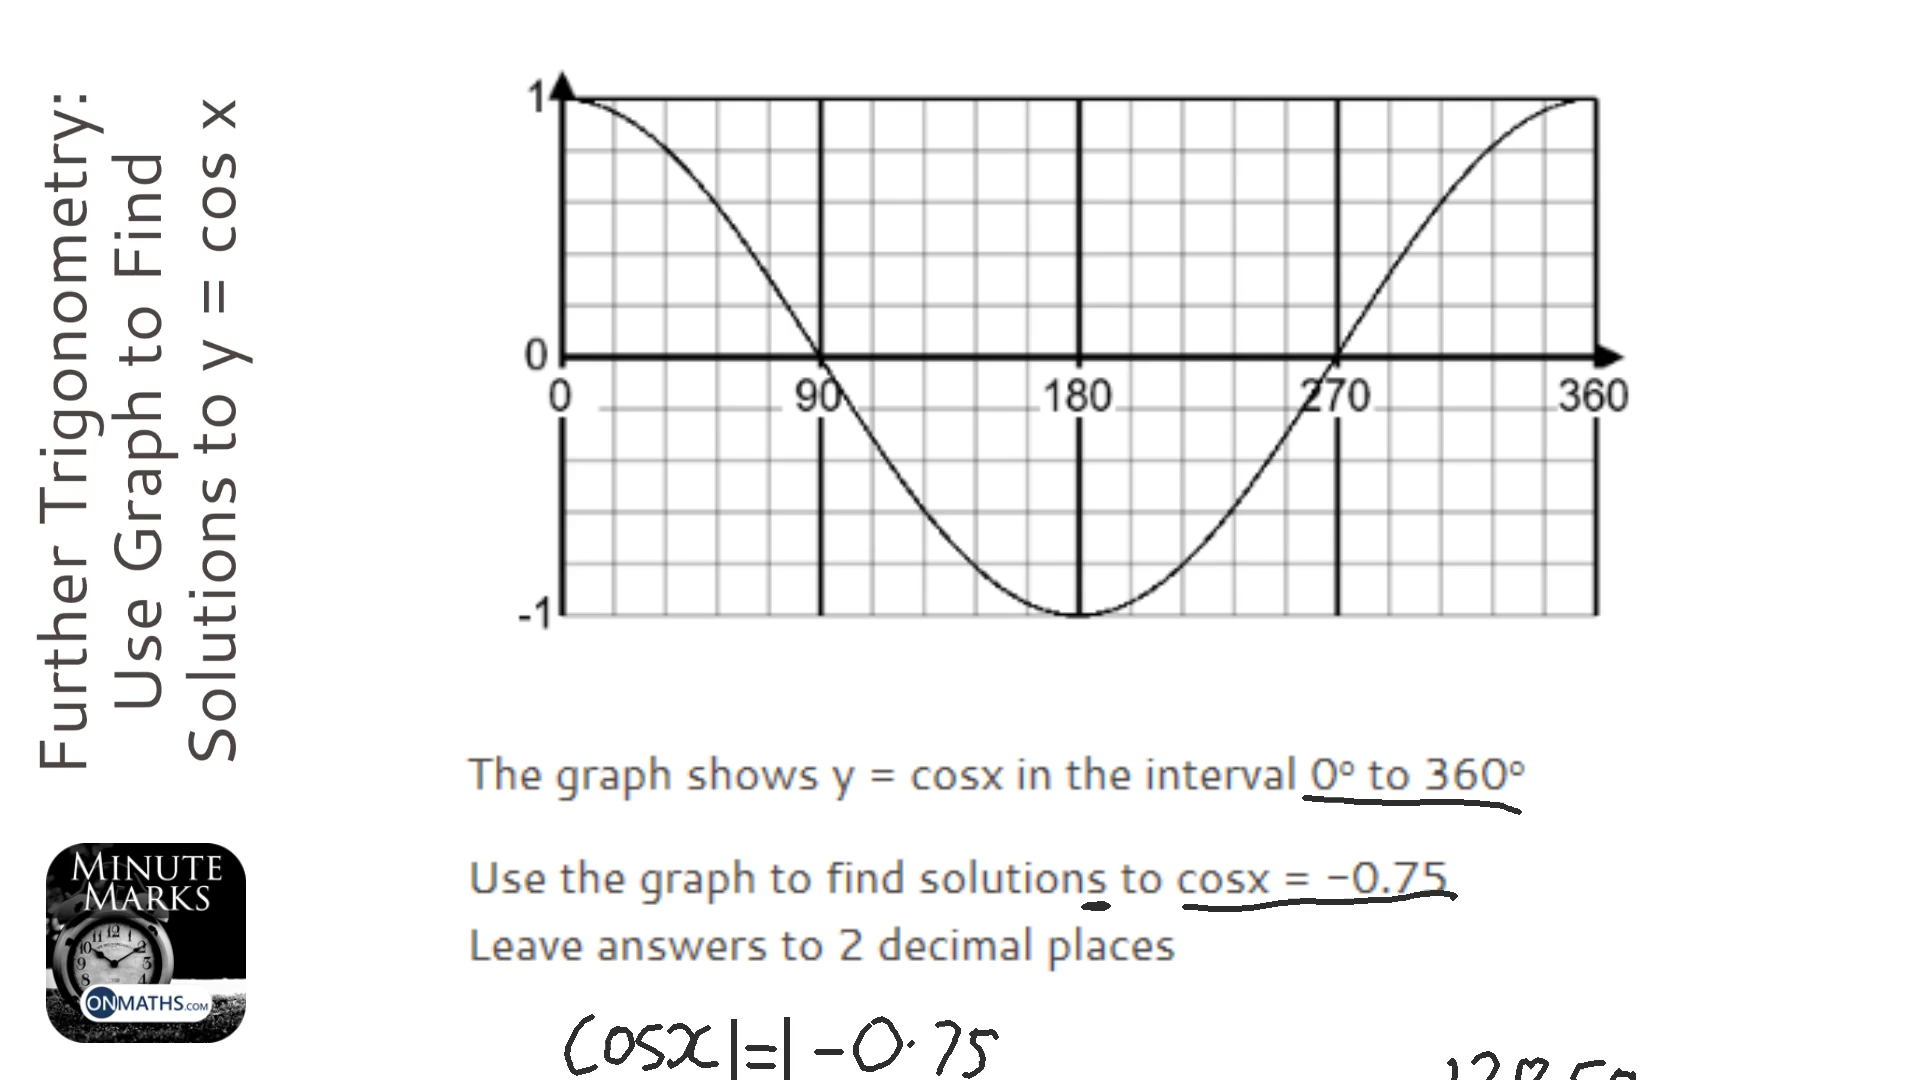 Further Trigonometry:
Use Graph to Find
Solutions to y = cos x
1
0
0 90 180 270 360
-1
The graph shows y = cosx in the interval 0° to 360°
Use the graph to find solutions to cosx = −0.75
Leave answers to 2 decimal places
cosx = -0.75
MINUTE
MARKS
ONMATHS.COM